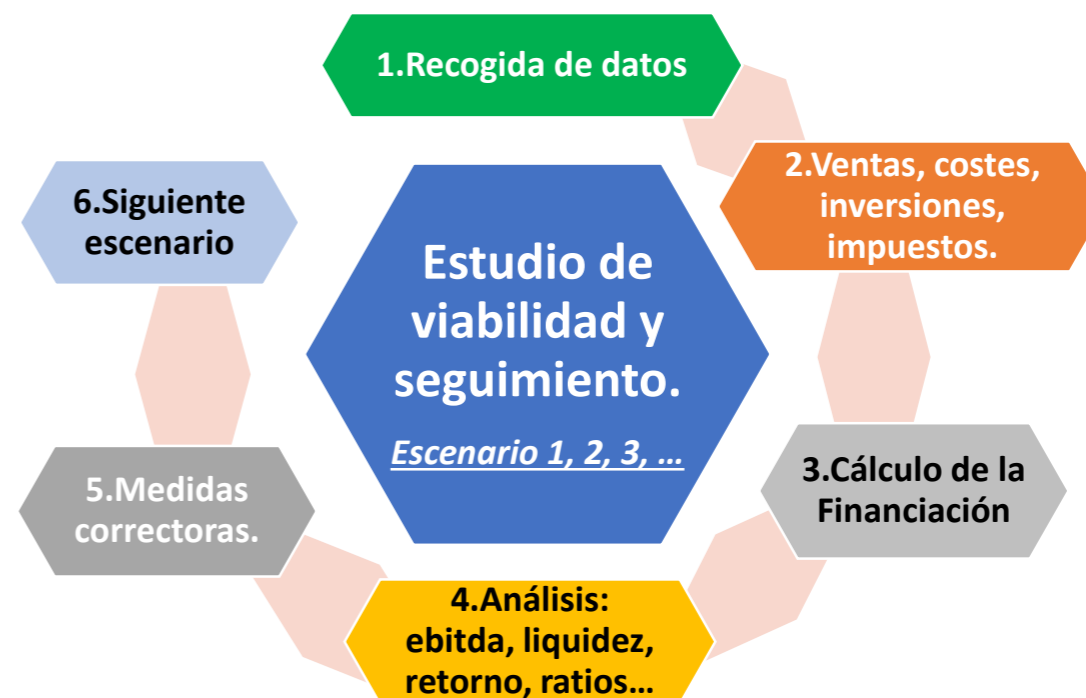 1.Recogida de datos
2.Ventas, costes,
inversiones,
impuestos.
3.Cálculo de la
Financiación
4.Análisis:
ebitda, liquidez,
retorno, ratios...
5.Medidas
correctoras.
6.Siguiente
escenario
Estudio de
viabilidad y
seguimiento.
Escenario 1, 2, 3, ...